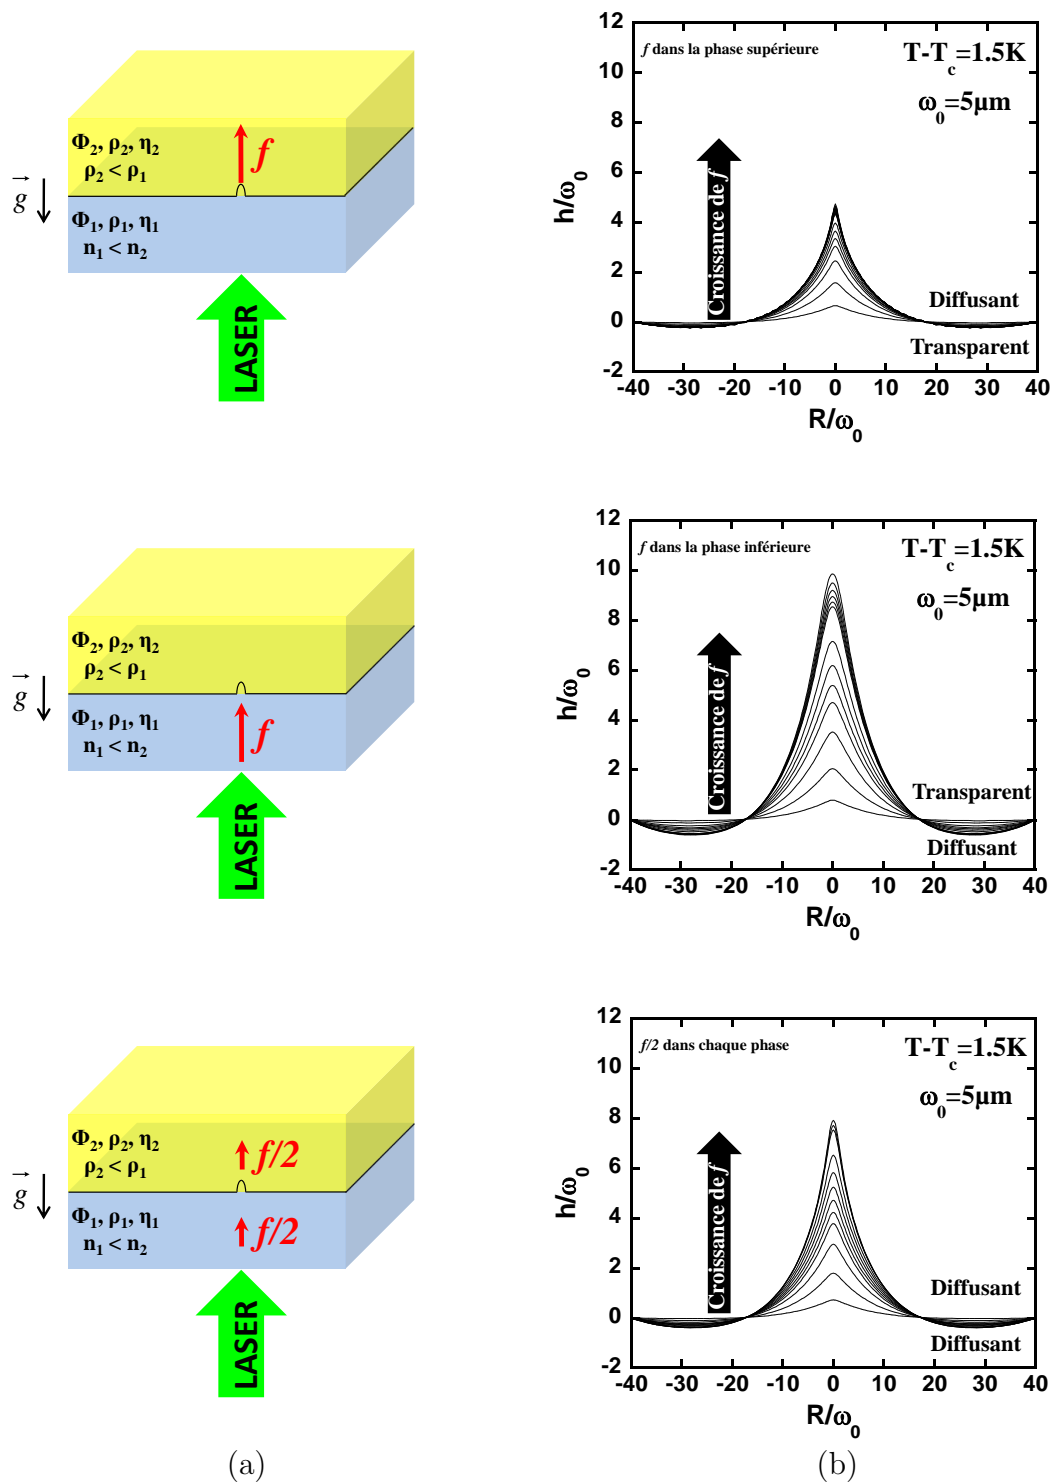 Φ₂, ρ₂, η₂
ρ₂ < ρ₁
f
g
Φ₁, ρ₁, η₁
n₁ < n₂
LASER
f dans la phase supérieure
T-Tc=1.5K
ω₀=5µm
Croissance de f
Diffusant
Transparent
h/ω₀
12
10
8
6
4
2
0
-2
-40 -30 -20 -10 0 10 20 30 40
R/ω₀
Φ₂, ρ₂, η₂
ρ₂ < ρ₁
g
Φ₁, ρ₁, η₁
n₁ < n₂
f
LASER
f dans la phase inférieure
T-Tc=1.5K
ω₀=5µm
Croissance de f
Transparent
Diffusant
h/ω₀
12
10
8
6
4
2
0
-2
-40 -30 -20 -10 0 10 20 30 40
R/ω₀
Φ₂, ρ₂, η₂
ρ₂ < ρ₁
f/2
g
Φ₁, ρ₁, η₁
n₁ < n₂
f/2
LASER
f/2 dans chaque phase
T-Tc=1.5K
ω₀=5µm
Croissance de f
Diffusant
Diffusant
h/ω₀
12
10
8
6
4
2
0
-2
-40 -30 -20 -10 0 10 20 30 40
R/ω₀
(a)
(b)